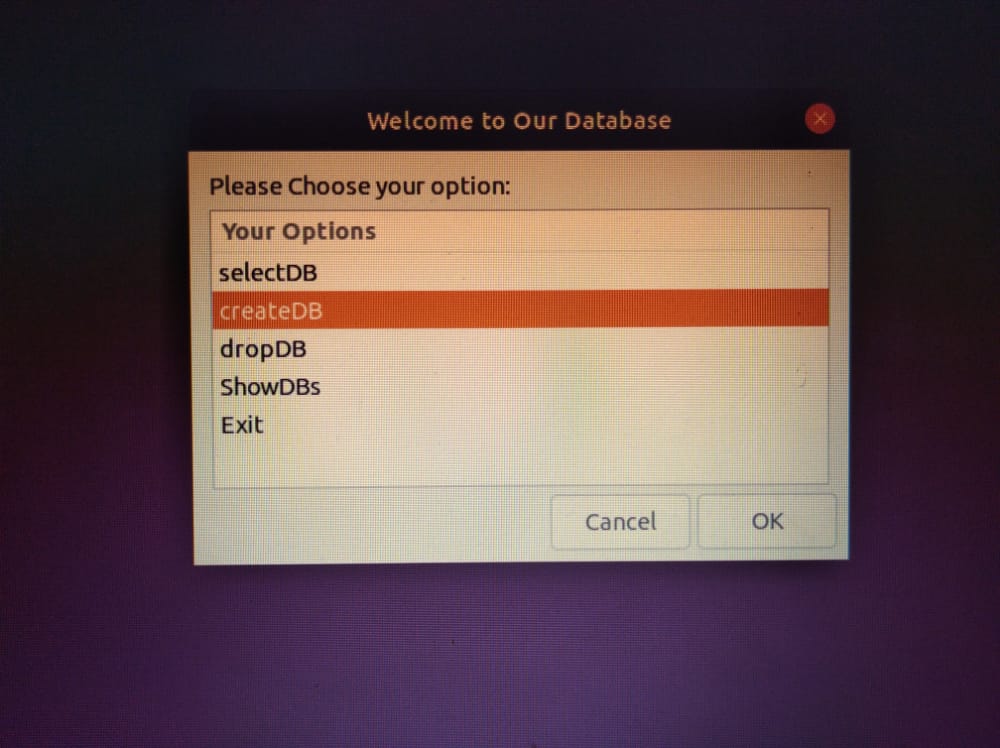 Welcome to Our Database
Please Choose your option:
Your Options
selectDB
createDB
dropDB
ShowDBs
Exit
Cancel
OK